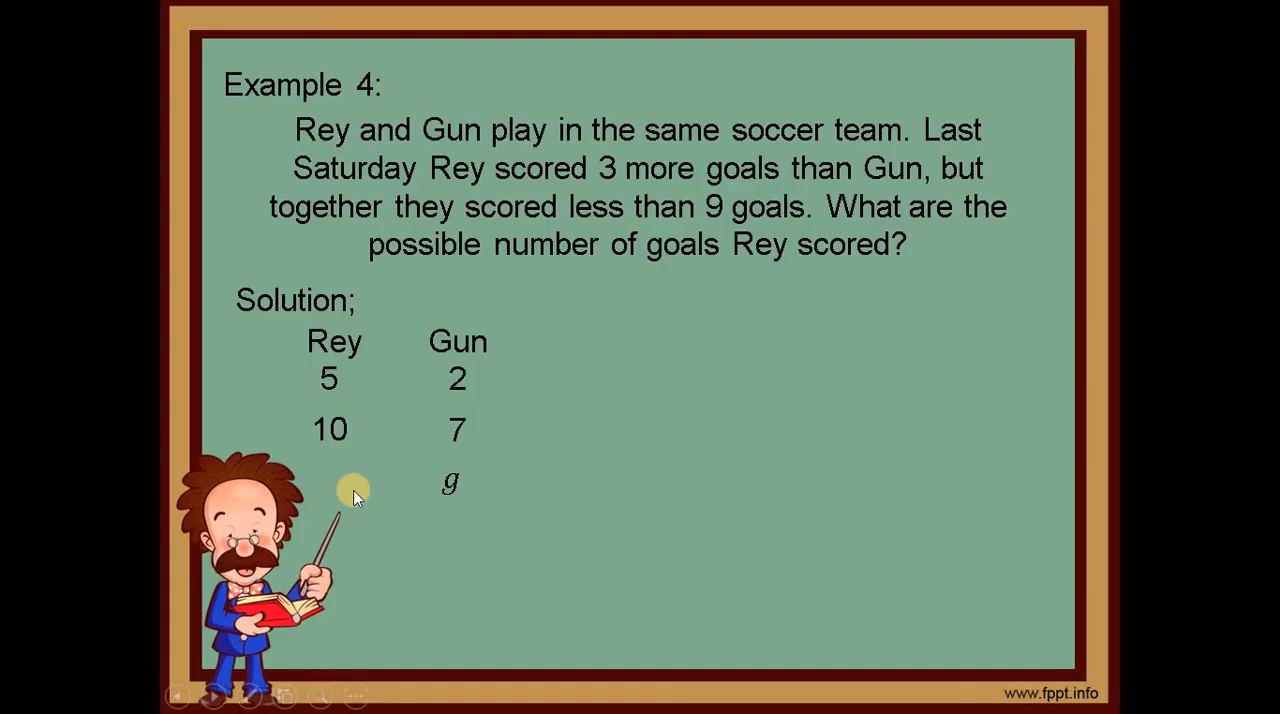 Example 4:
Rey and Gun play in the same soccer team. Last
Saturday Rey scored 3 more goals than Gun, but
together they scored less than 9 goals. What are the
possible number of goals Rey scored?
Solution;
Rey Gun
5 2
10 7
g
www.fppt.info